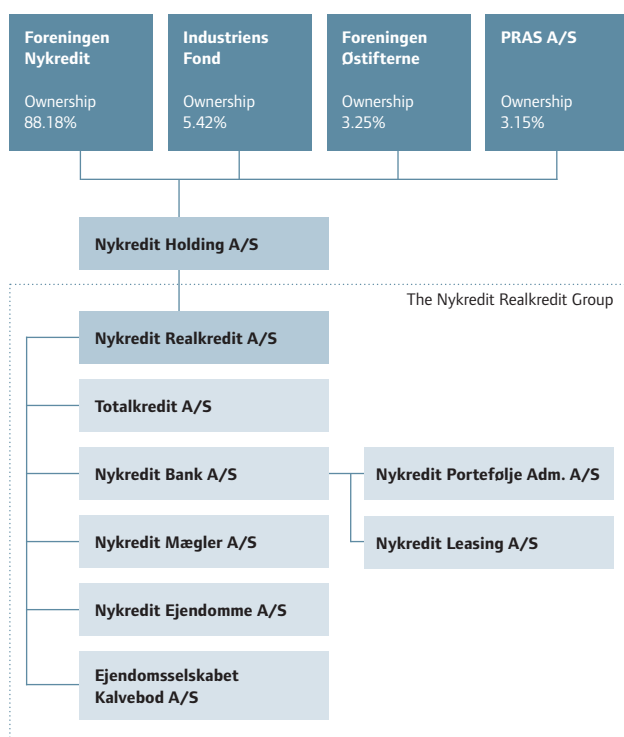 Foreningen
Nykredit
Ownership
88.18%
Industriens
Fond
Ownership
5.42%
Foreningen
Østifterne
Ownership
3.25%
PRAS A/S
Ownership
3.15%
Nykredit Holding A/S
The Nykredit Realkredit Group
Nykredit Realkredit A/S
Totalkredit A/S
Nykredit Bank A/S
Nykredit Portefølje Adm. A/S
Nykredit Leasing A/S
Nykredit Mægler A/S
Nykredit Ejendomme A/S
Ejendomsselskabet
Kalvebod A/S